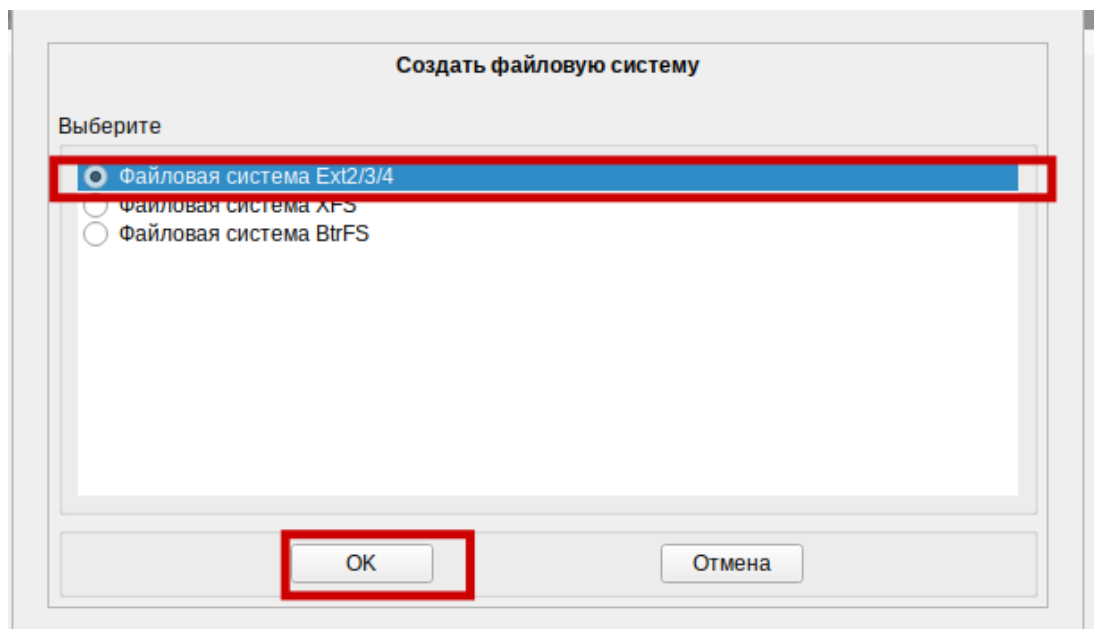 Создать файловую систему
Выберите
Файловая система Ext2/3/4
Файловая система XFS
Файловая система BtrFS
OK
Отмена